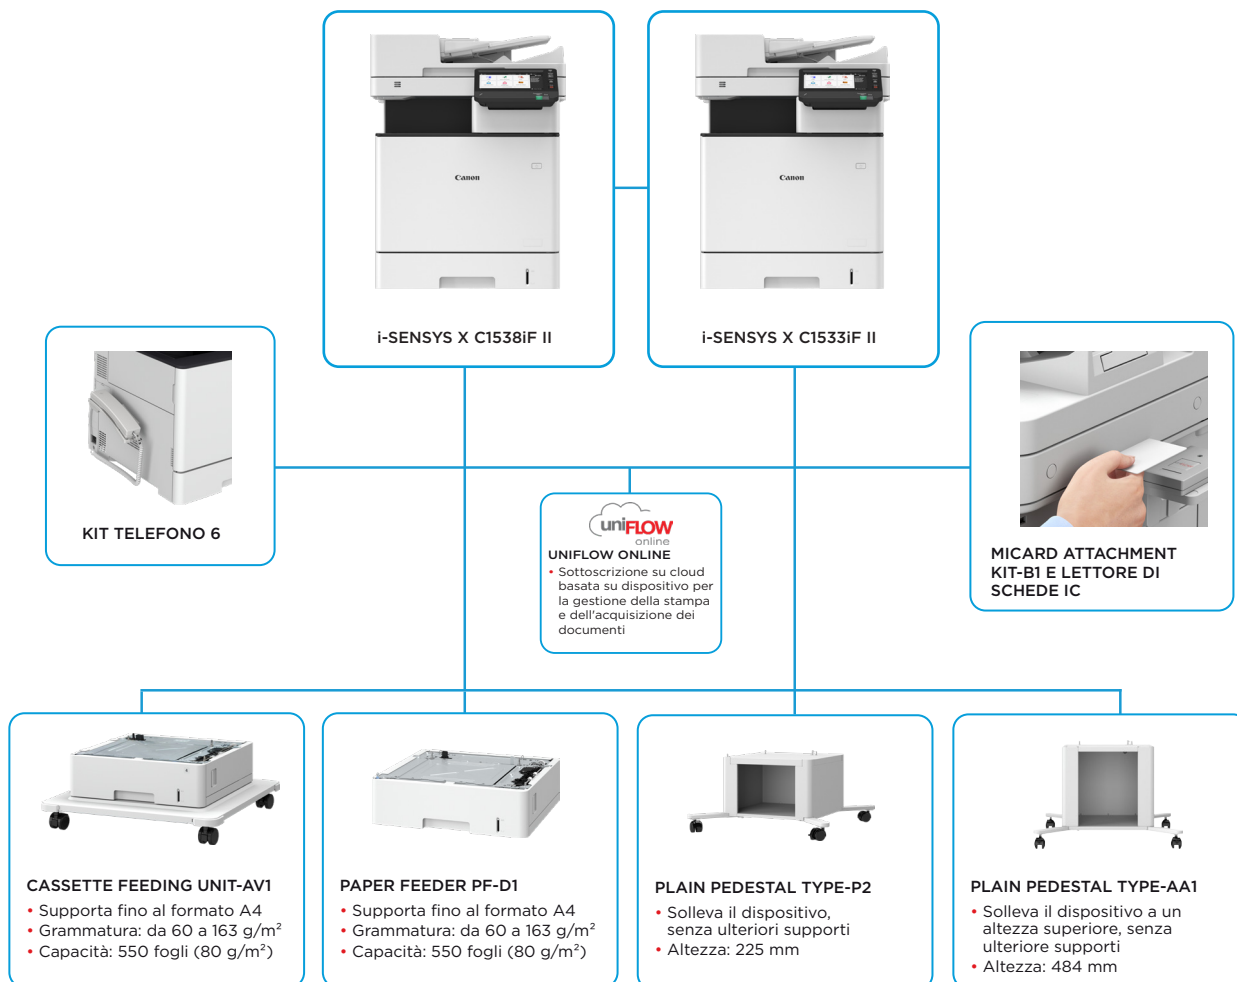 Canon
Canon
i-SENSYS X C1538iF II
i-SENSYS X C1533iF II
KIT TELEFONO 6
uniFLOW
online
UNIFLOW ONLINE
• Sottoscrizione su cloud
basata su dispositivo per
la gestione della stampa
e dell'acquisizione dei
documenti
MICARD ATTACHMENT
KIT-B1 E LETTORE DI
SCHEDE IC
CASSETTE FEEDING UNIT-AV1
• Supporta fino al formato A4
• Grammatura: da 60 a 163 g/m²
• Capacità: 550 fogli (80 g/m²)
PAPER FEEDER PF-D1
• Supporta fino al formato A4
• Grammatura: da 60 a 163 g/m²
• Capacità: 550 fogli (80 g/m²)
PLAIN PEDESTAL TYPE-P2
• Solleva il dispositivo,
senza ulteriori supporti
• Altezza: 225 mm
PLAIN PEDESTAL TYPE-AA1
• Solleva il dispositivo a un
altezza superiore, senza
ulteriore supporti
• Altezza: 484 mm